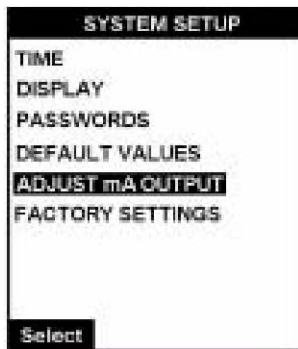 SYSTEM SETUP
TIME
DISPLAY
PASSWORDS
DEFAULT VALUES
ADJUST mA OUTPUT
FACTORY SETTINGS
Select